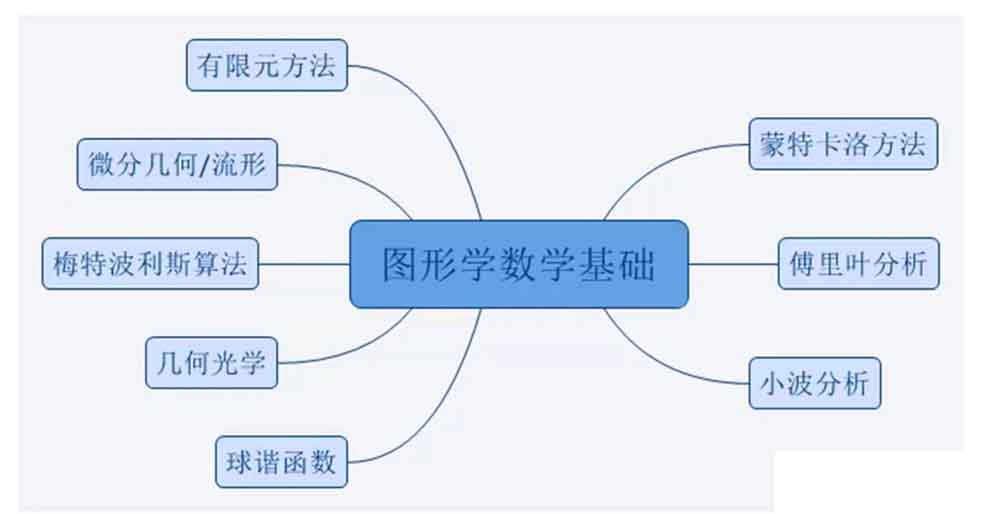 有限元方法
微分几何/流形
梅特波利斯算法
几何光学
球谐函数
图形学数学基础
蒙特卡洛方法
傅里叶分析
小波分析